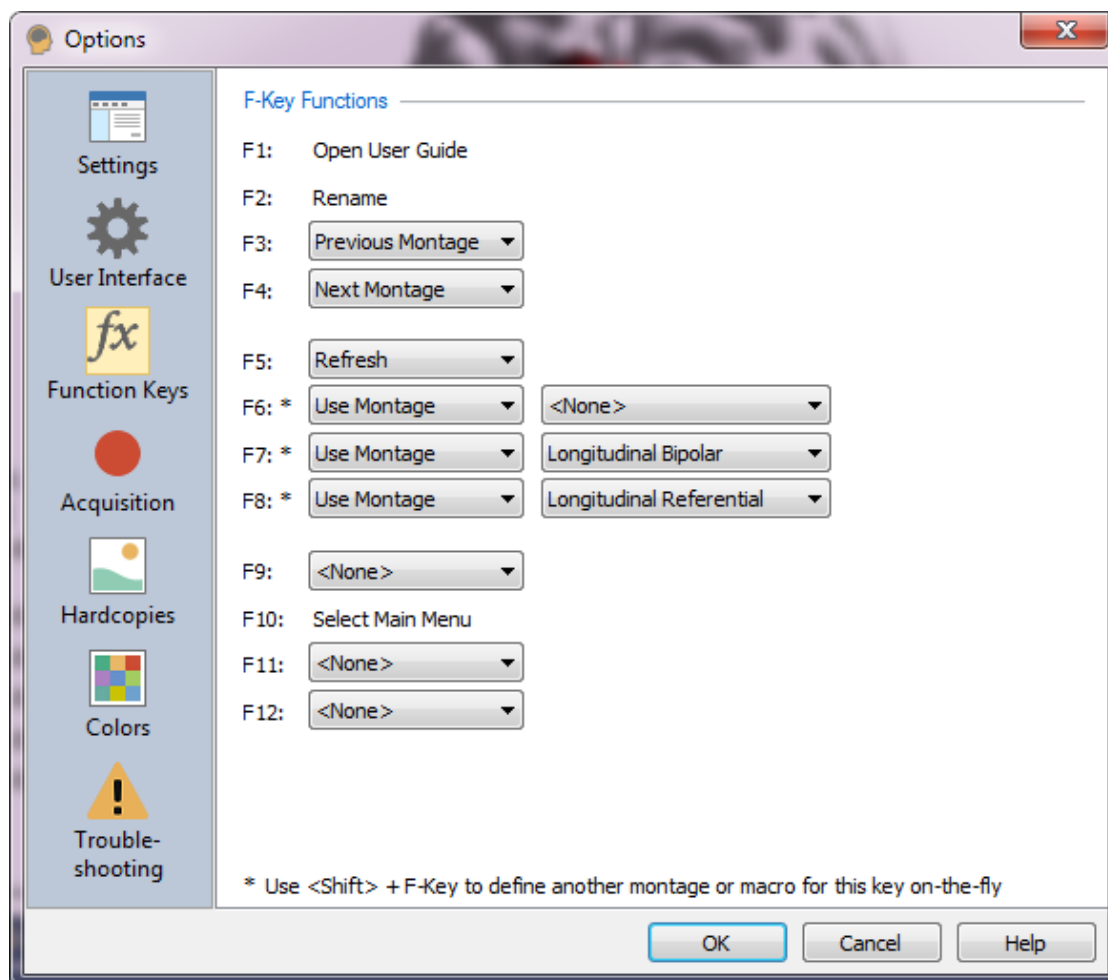 Options
X
Settings
User Interface
fx
Function Keys
Acquisition
Hardcopies
Colors
Trouble-
shooting
F-Key Functions
F1: Open User Guide
F2: Rename
F3: Previous Montage
F4: Next Montage
F5: Refresh
F6: * Use Montage <None>
F7: * Use Montage Longitudinal Bipolar
F8: * Use Montage Longitudinal Referential
F9: <None>
F10: Select Main Menu
F11: <None>
F12: <None>
* Use <Shift> + F-Key to define another montage or macro for this key on-the-fly
OK Cancel Help